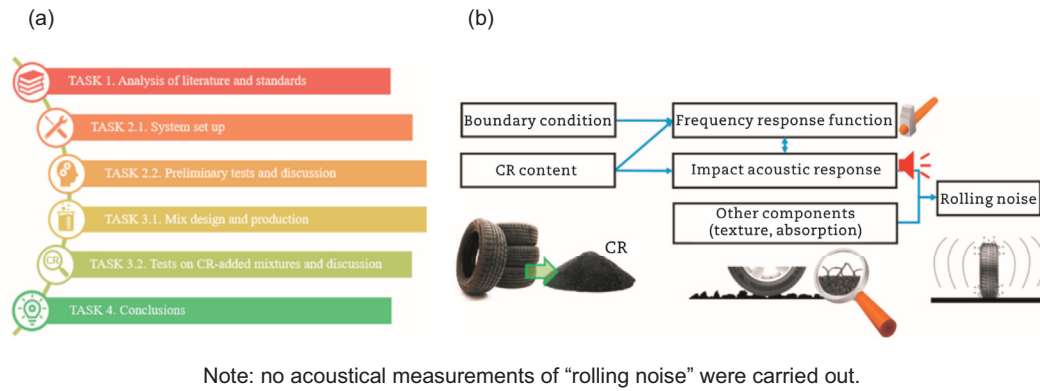 (a)
TASK 1. Analysis of literature and standards
TASK 2.1. System set up
TASK 2.2. Preliminary tests and discussion
TASK 3.1. Mix design and production
CR
TASK 3.2. Tests on CR-added mixtures and discussion
TASK 4. Conclusions
(b)
Boundary condition
Frequency response function
CR content
Impact acoustic response
Rolling noise
Other components
(texture, absorption)
CR
Note: no acoustical measurements of “rolling noise” were carried out.